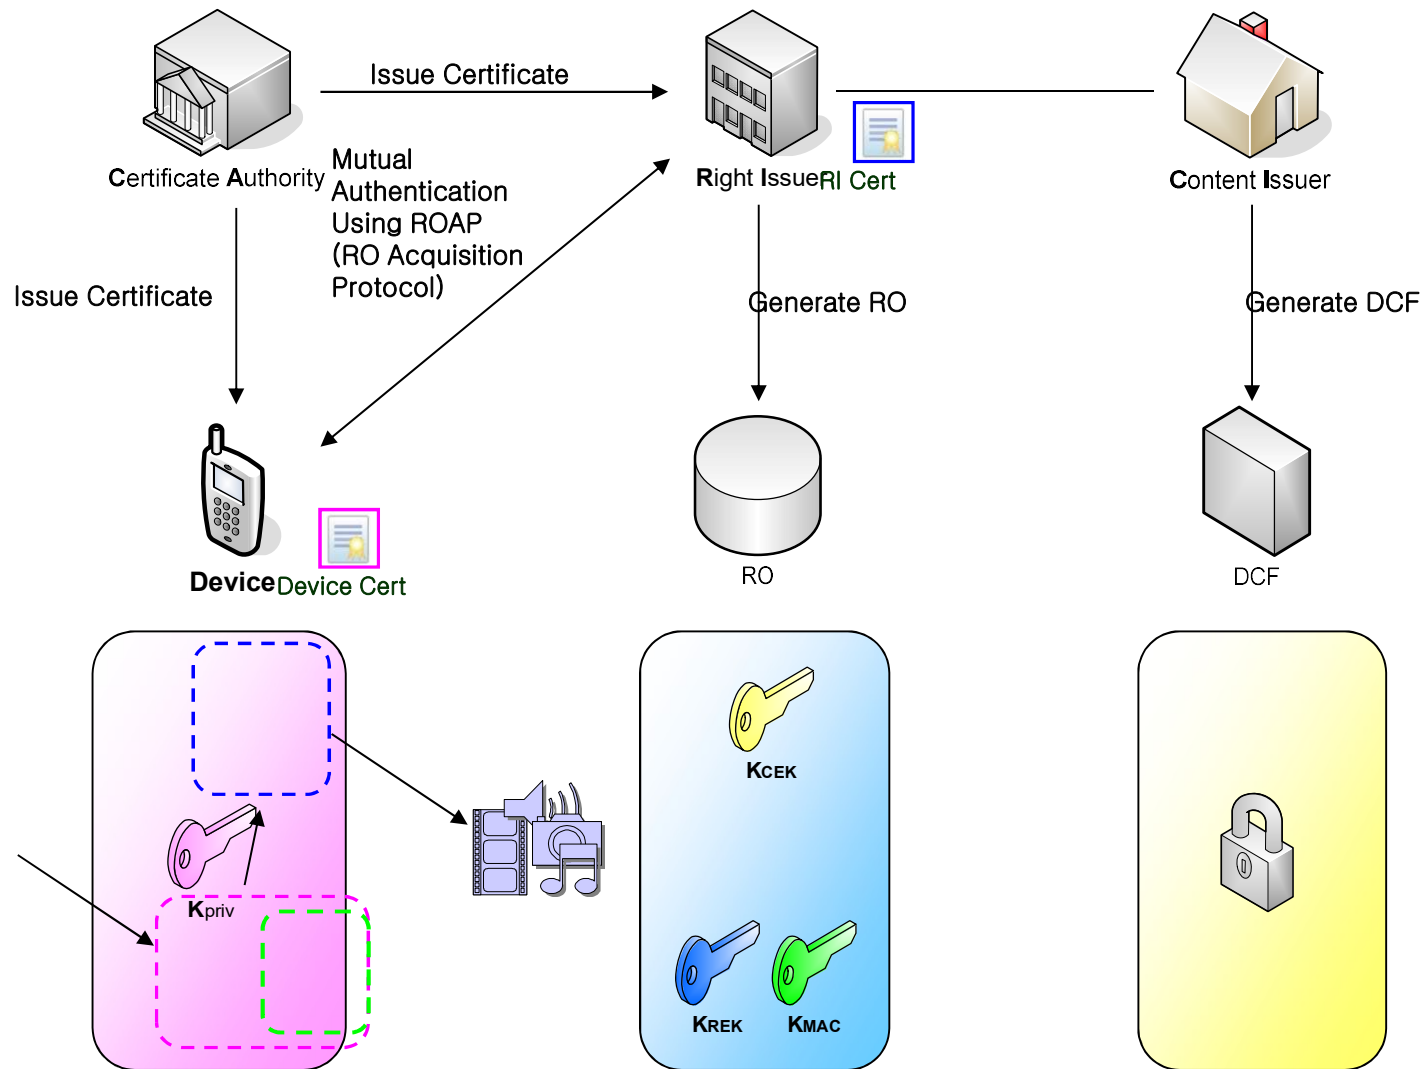 Issue Certificate
Certificate Authority
Mutual
Authentication
Using ROAP
(RO Acquisition
Protocol)
Right Issuer
RI Cert
Content Issuer
Issue Certificate
Generate RO
Generate DCF
Device
Device Cert
RO
DCF
KCEK
Kpriv
KREK
KMAC